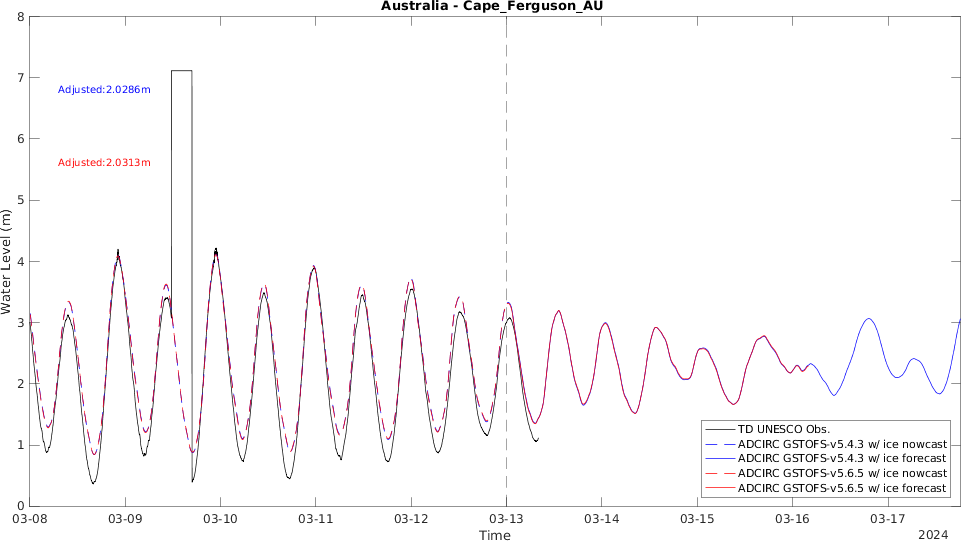 Australia - Cape_Ferguson_AU
8
7
6
5
4
3
2
1
0
Water Level (m)
Adjusted:2.0286m
Adjusted:2.0313m
TD UNESCO Obs.
ADCIRC GSTOFS-v5.4.3 w/ ice nowcast
ADCIRC GSTOFS-v5.4.3 w/ ice forecast
ADCIRC GSTOFS-v5.6.5 w/ ice nowcast
ADCIRC GSTOFS-v5.6.5 w/ ice forecast
03-08 03-09 03-10 03-11 03-12 03-13 03-14 03-15 03-16 03-17
Time
2024